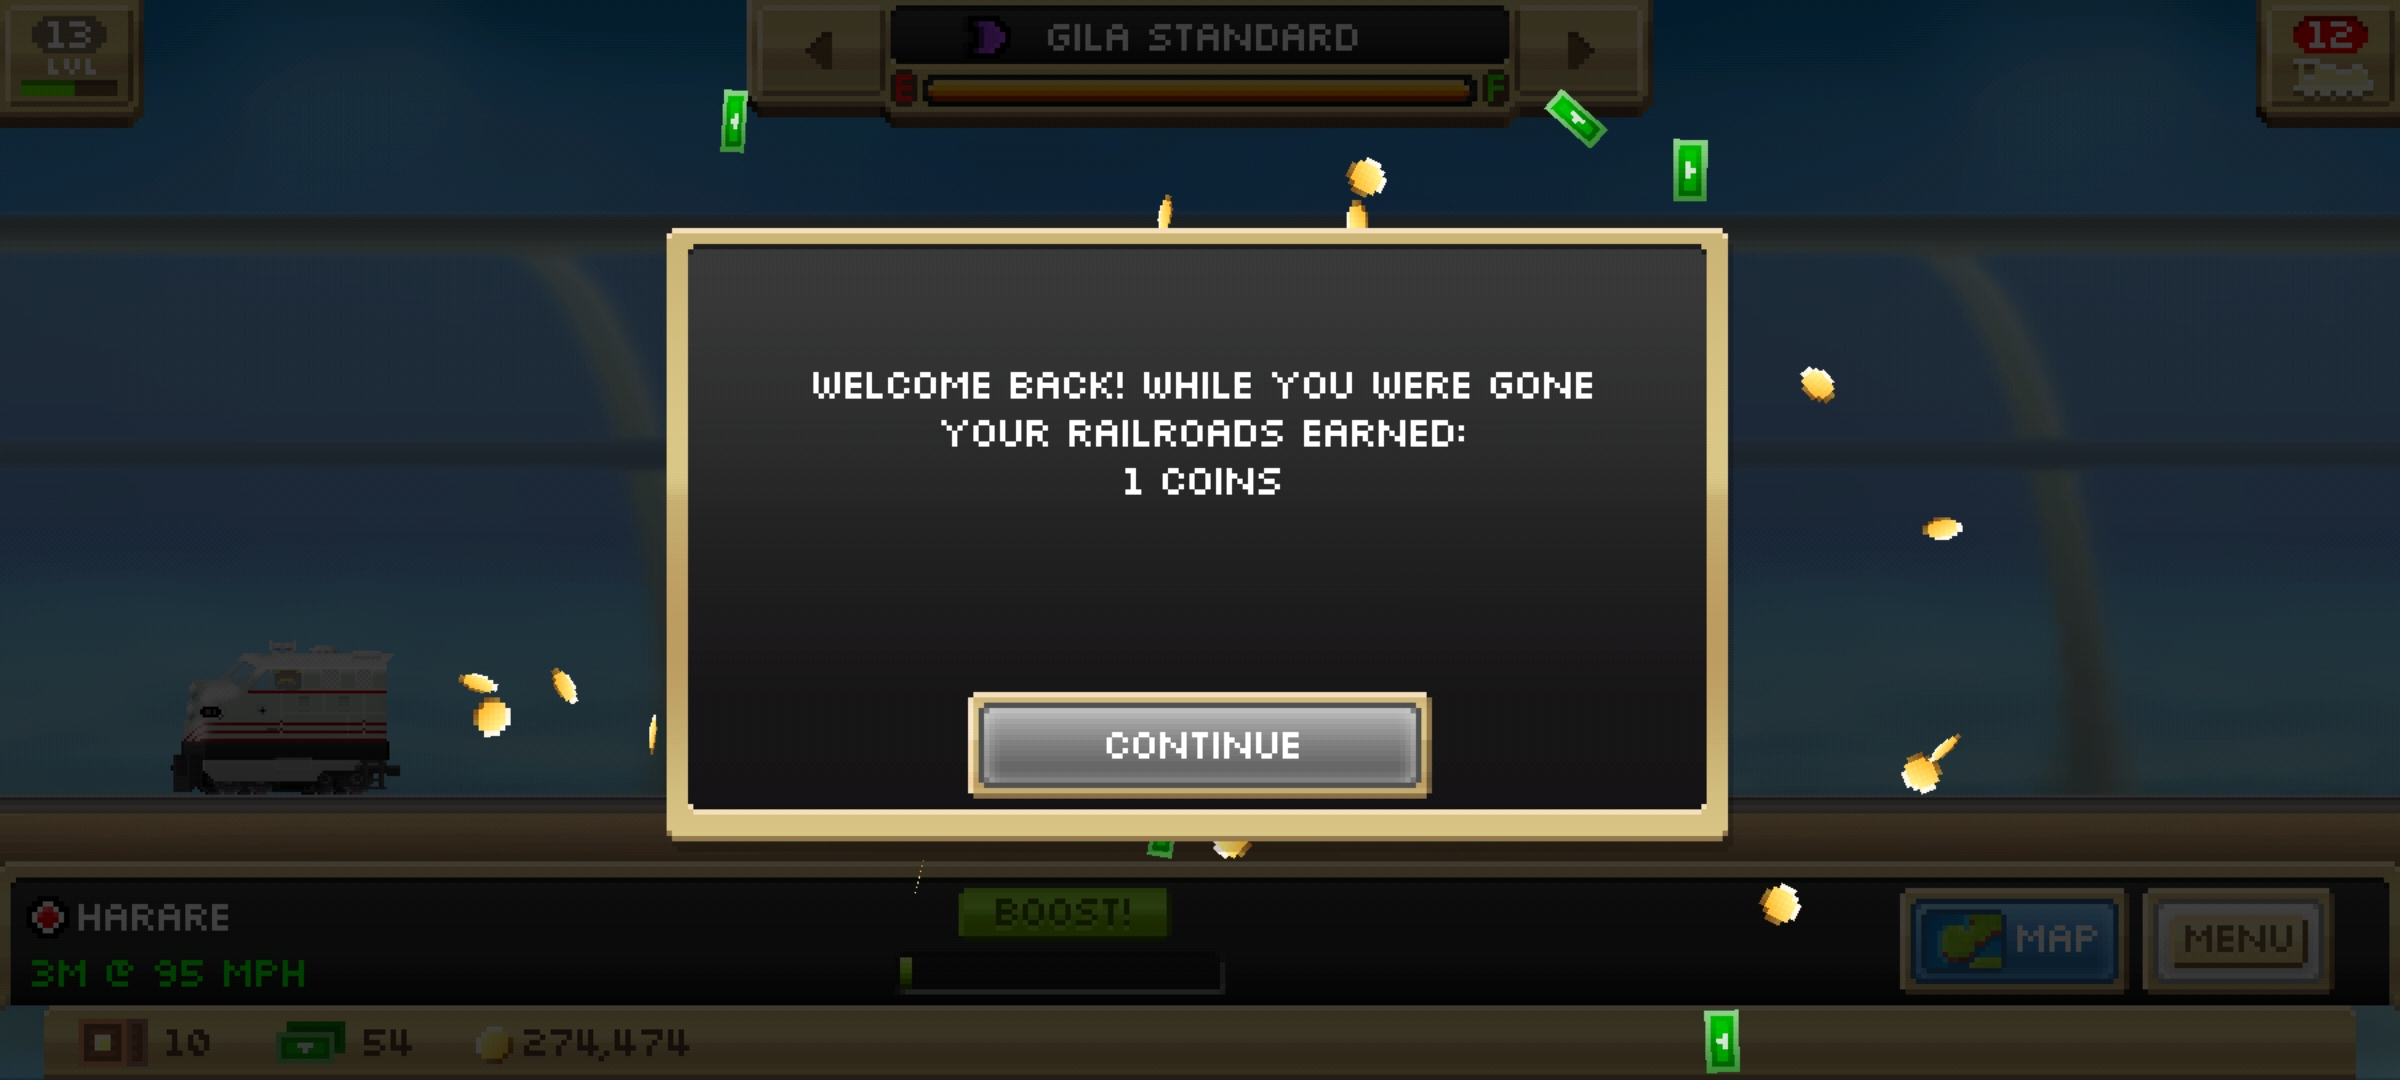 13
LVL
GILA STANDARD
E F
12
WELCOME BACK! WHILE YOU WERE GONE
YOUR RAILROADS EARNED:
1 COINS
CONTINUE
HARARE
3M @ 95 MPH
BOOST!
MAP
MENU
10
54
274,474